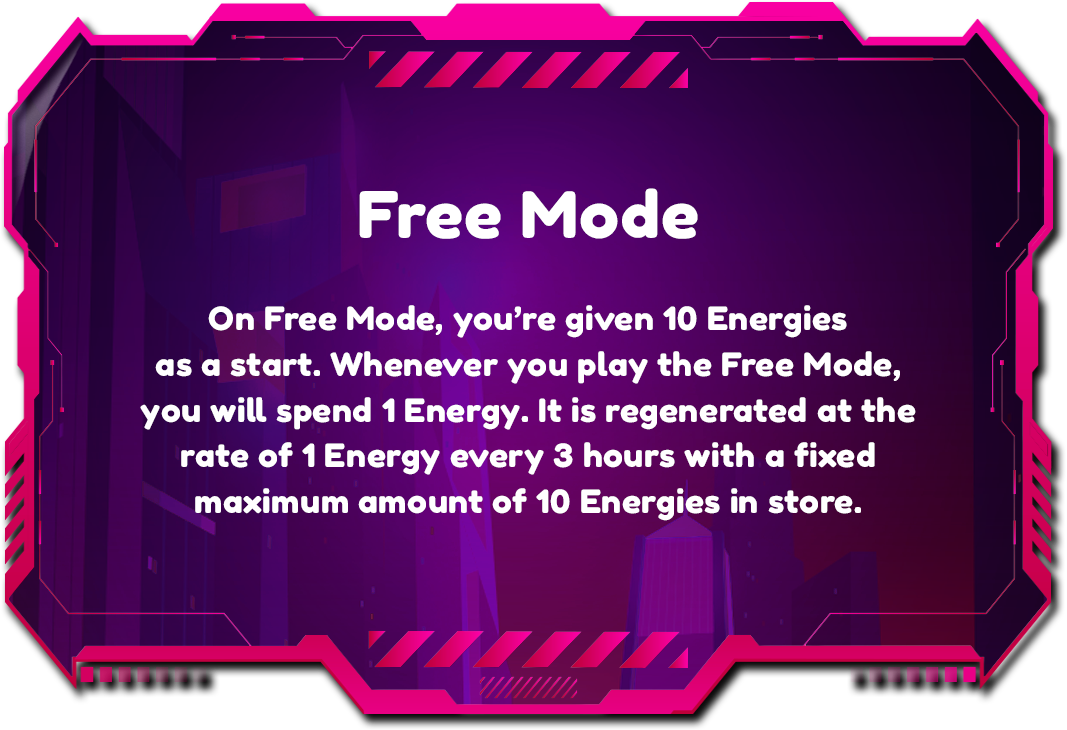 Free Mode
On Free Mode, you're given 10 Energies
as a start. Whenever you play the Free Mode,
you will spend 1 Energy. It is regenerated at the
rate of 1 Energy every 3 hours with a fixed
maximum amount of 10 Energies in store.